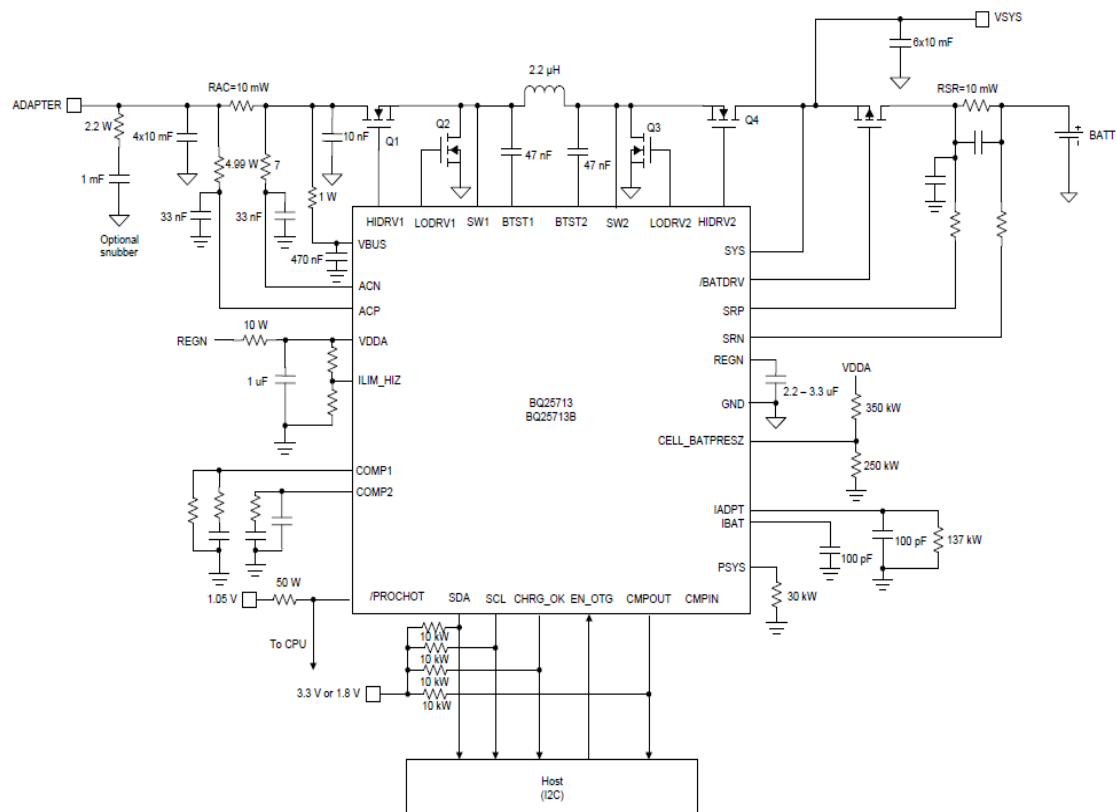 VSYS
6x10 mF
2.2 µH
RAC=10 mW
RSR=10 mW
ADAPTER
2.2 W
4x10 mF
10 nF
Q1
Q2
Q3
Q4
BATT
4.99 W
7
47 nF
47 nF
1 mF
1 W
33 nF
33 nF
Optional
snubber
HIDRV1
LODRV1
SW1
BTST1
BTST2
SW2
LODRV2
HIDRV2
VBUS
470 nF
SYS
/BATDRV
ACN
ACP
SRP
SRN
10 W
REGN
VDDA
REGN
VDDA
ILIM_HIZ
1 uF
2.2 – 3.3 uF
BQ25713
BQ25713B
GND
350 kW
CELL_BATPRESZ
250 kW
COMP1
COMP2
IADPT
IBAT
100 pF
137 kW
100 pF
PSYS
30 kW
50 W
1.05 V
/PROCHOT
SDA
SCL
CHRG_OK
EN_OTG
CMPOUT
CMPIN
To CPU
10 kW
10 kW
10 kW
10 kW
3.3 V or 1.8 V
Host
(I2C)